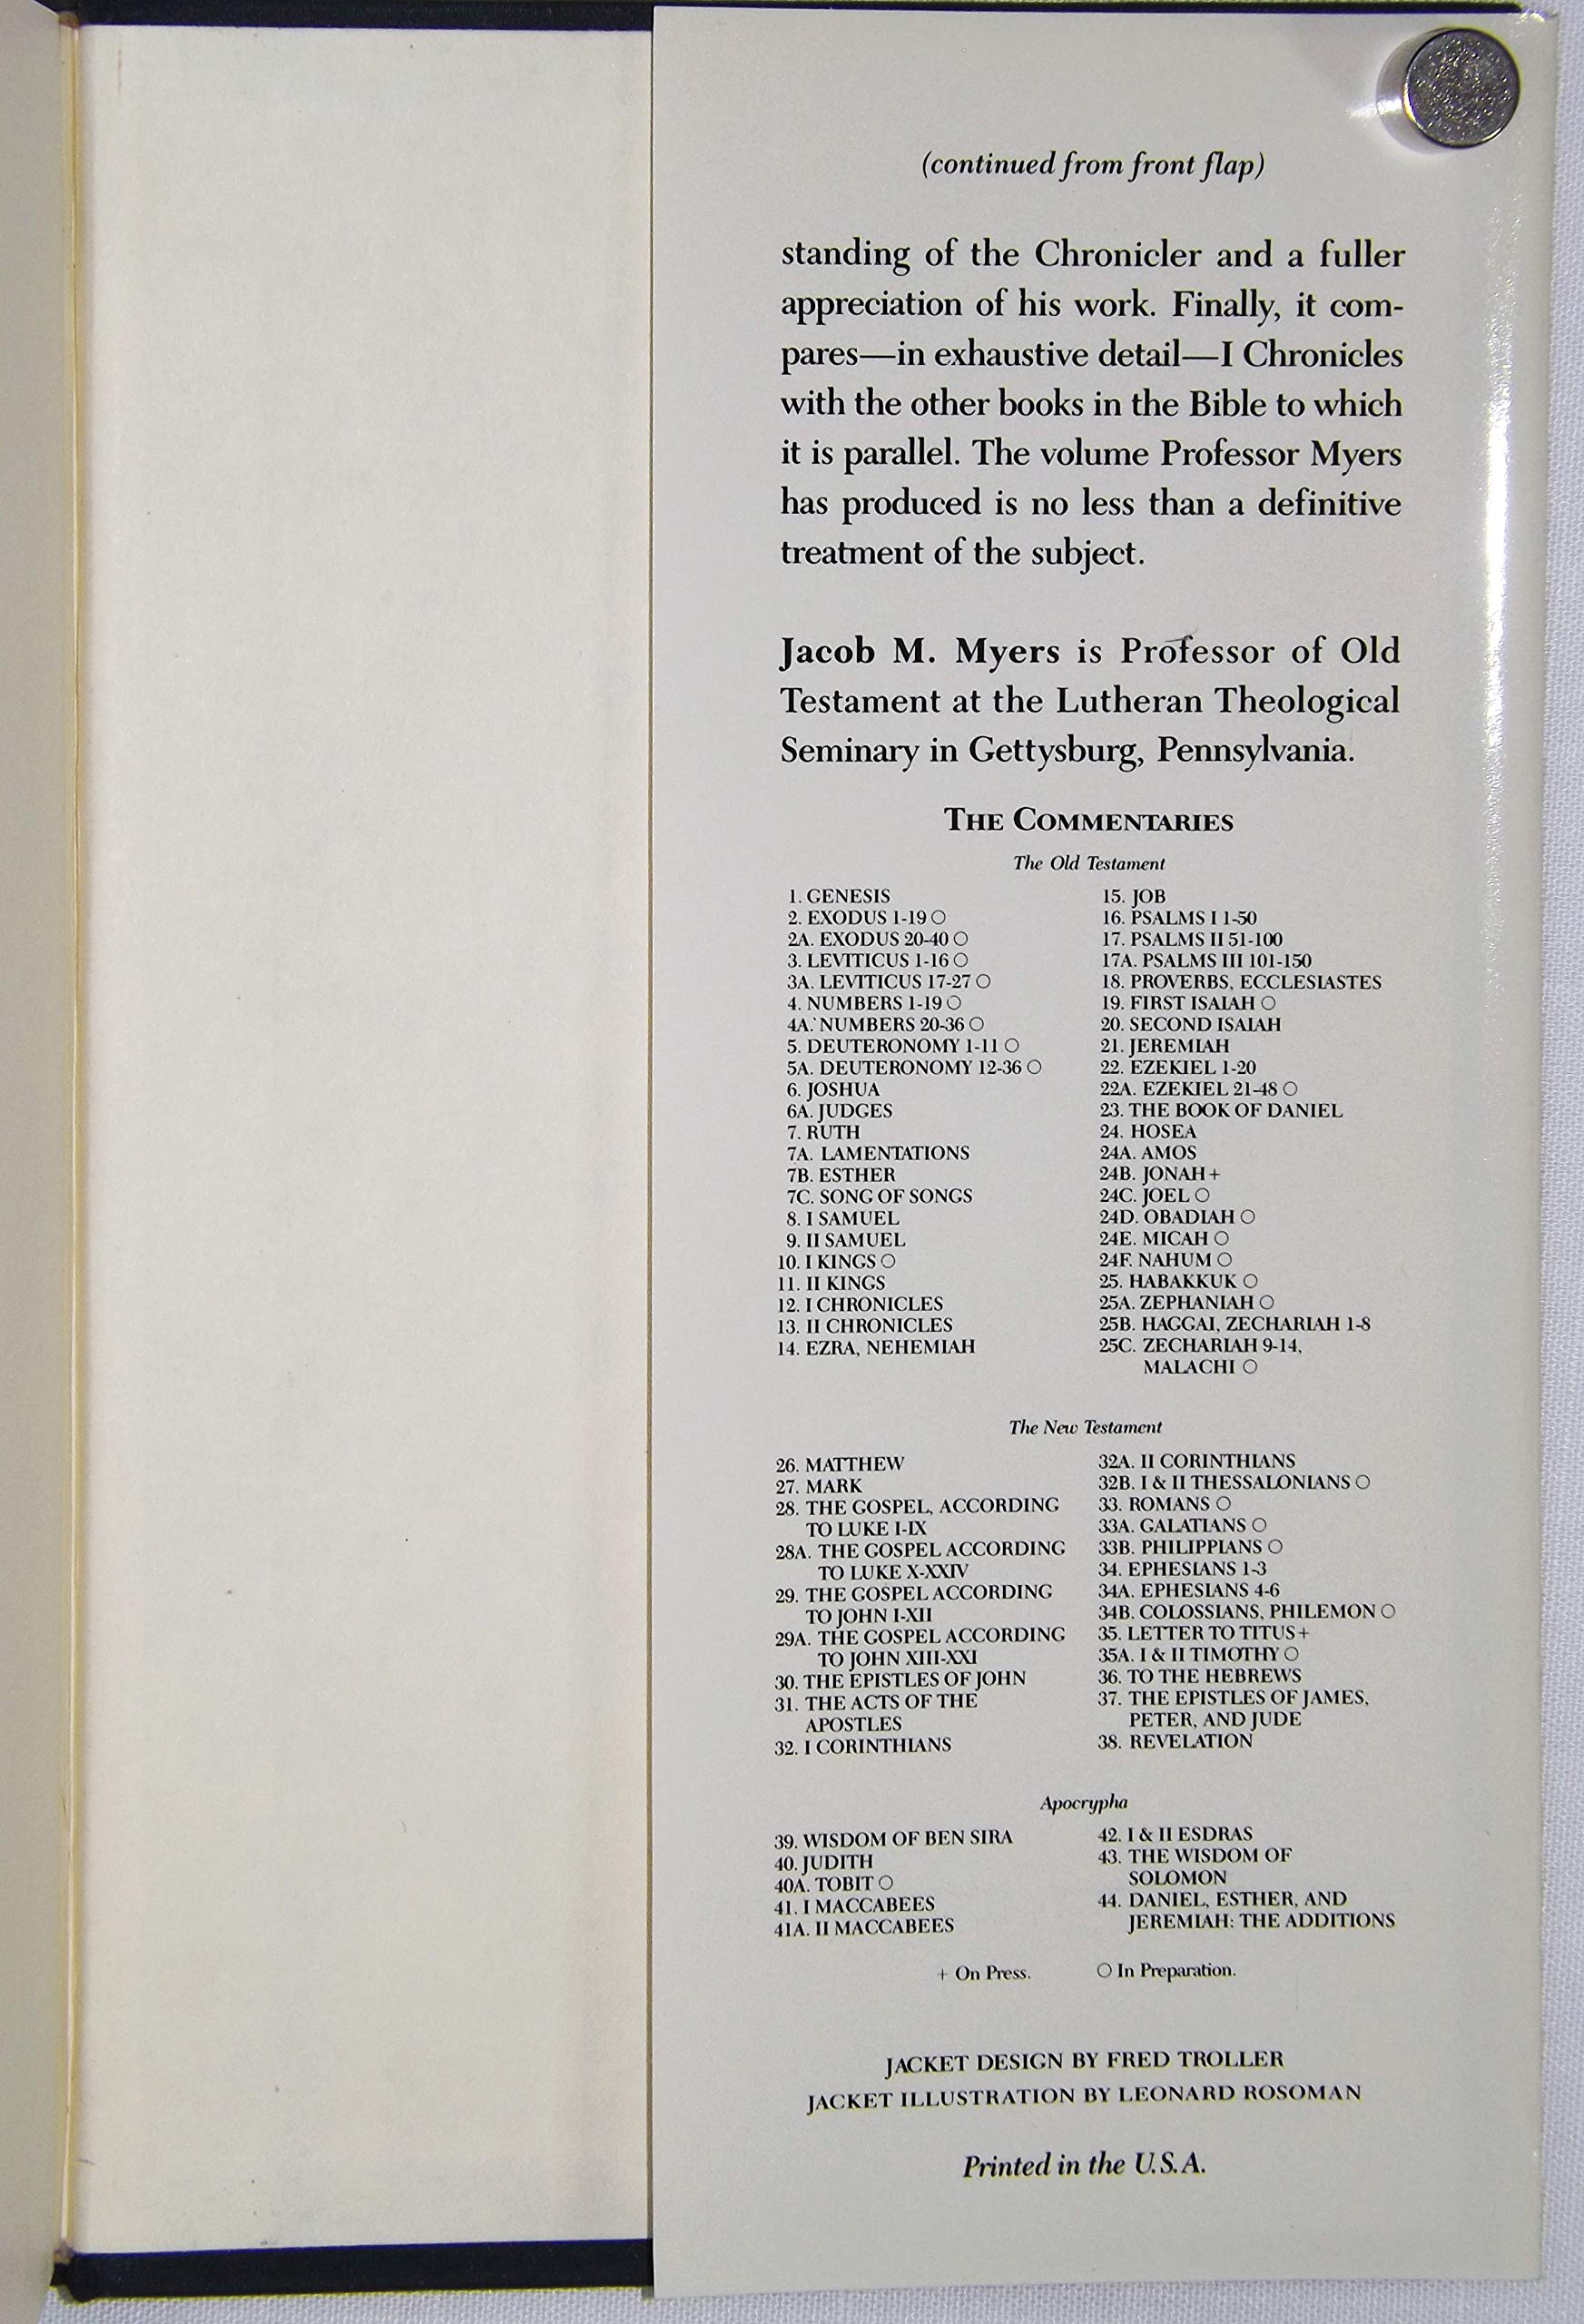 (continued from front flap)
standing of the Chronicler and a fuller
appreciation of his work. Finally, it com-
pares—in exhaustive detail—I Chronicles
with the other books in the Bible to which
it is parallel. The volume Professor Myers
has produced is no less than a definitive
treatment of the subject.
Jacob M. Myers is Professor of Old
Testament at the Lutheran Theological
Seminary in Gettysburg, Pennsylvania.
THE COMMENTARIES
The Old Testament
1. GENESIS
2. EXODUS 1-19 ○
2A. EXODUS 20-40 ○
3. LEVITICUS 1-16 ○
3A. LEVITICUS 17-27 ○
4. NUMBERS 1-19 ○
4A. NUMBERS 20-36 ○
5. DEUTERONOMY 1-11 ○
5A. DEUTERONOMY 12-36 ○
6. JOSHUA
6A. JUDGES
7. RUTH
7A. LAMENTATIONS
7B. ESTHER
7C. SONG OF SONGS
8. I SAMUEL
9. II SAMUEL
10. I KINGS ○
11. II KINGS
12. I CHRONICLES
13. II CHRONICLES
14. EZRA, NEHEMIAH
15. JOB
16. PSALMS I 1-50
17. PSALMS II 51-100
17A. PSALMS III 101-150
18. PROVERBS, ECCLESIASTES
19. FIRST ISAIAH ○
20. SECOND ISAIAH
21. JEREMIAH
22. EZEKIEL 1-20
22A. EZEKIEL 21-48 ○
23. THE BOOK OF DANIEL
24. HOSEA
24A. AMOS
24B. JONAH+
24C. JOEL ○
24D. OBADIAH ○
24E. MICAH ○
24F. NAHUM ○
25. HABAKKUK ○
25A. ZEPHANIAH ○
25B. HAGGAI, ZECHARIAH 1-8
25C. ZECHARIAH 9-14,
MALACHI ○
The New Testament
26. MATTHEW
27. MARK
28. THE GOSPEL, ACCORDING
TO LUKE I-IX
28A. THE GOSPEL ACCORDING
TO LUKE X-XXIV
29. THE GOSPEL ACCORDING
TO JOHN I-XII
29A. THE GOSPEL ACCORDING
TO JOHN XIII-XXI
30. THE EPISTLES OF JOHN
31. THE ACTS OF THE
APOSTLES
32. I CORINTHIANS
32A. II CORINTHIANS
32B. I & II THESSALONIANS ○
33. ROMANS ○
33A. GALATIANS ○
33B. PHILIPPIANS ○
34. EPHESIANS 1-3
34A. EPHESIANS 4-6
34B. COLOSSIANS, PHILEMON ○
35. LETTER TO TITUS+
35A. I & II TIMOTHY ○
36. TO THE HEBREWS
37. THE EPISTLES OF JAMES,
PETER, AND JUDE
38. REVELATION
Apocrypha
39. WISDOM OF BEN SIRA
40. JUDITH
40A. TOBIT ○
41. I MACCABEES
41A. II MACCABEES
42. I & II ESDRAS
43. THE WISDOM OF
SOLOMON
44. DANIEL, ESTHER, AND
JEREMIAH: THE ADDITIONS
+ On Press. ○ In Preparation.
JACKET DESIGN BY FRED TROLLER
JACKET ILLUSTRATION BY LEONARD ROSOMAN
Printed in the U.S.A.